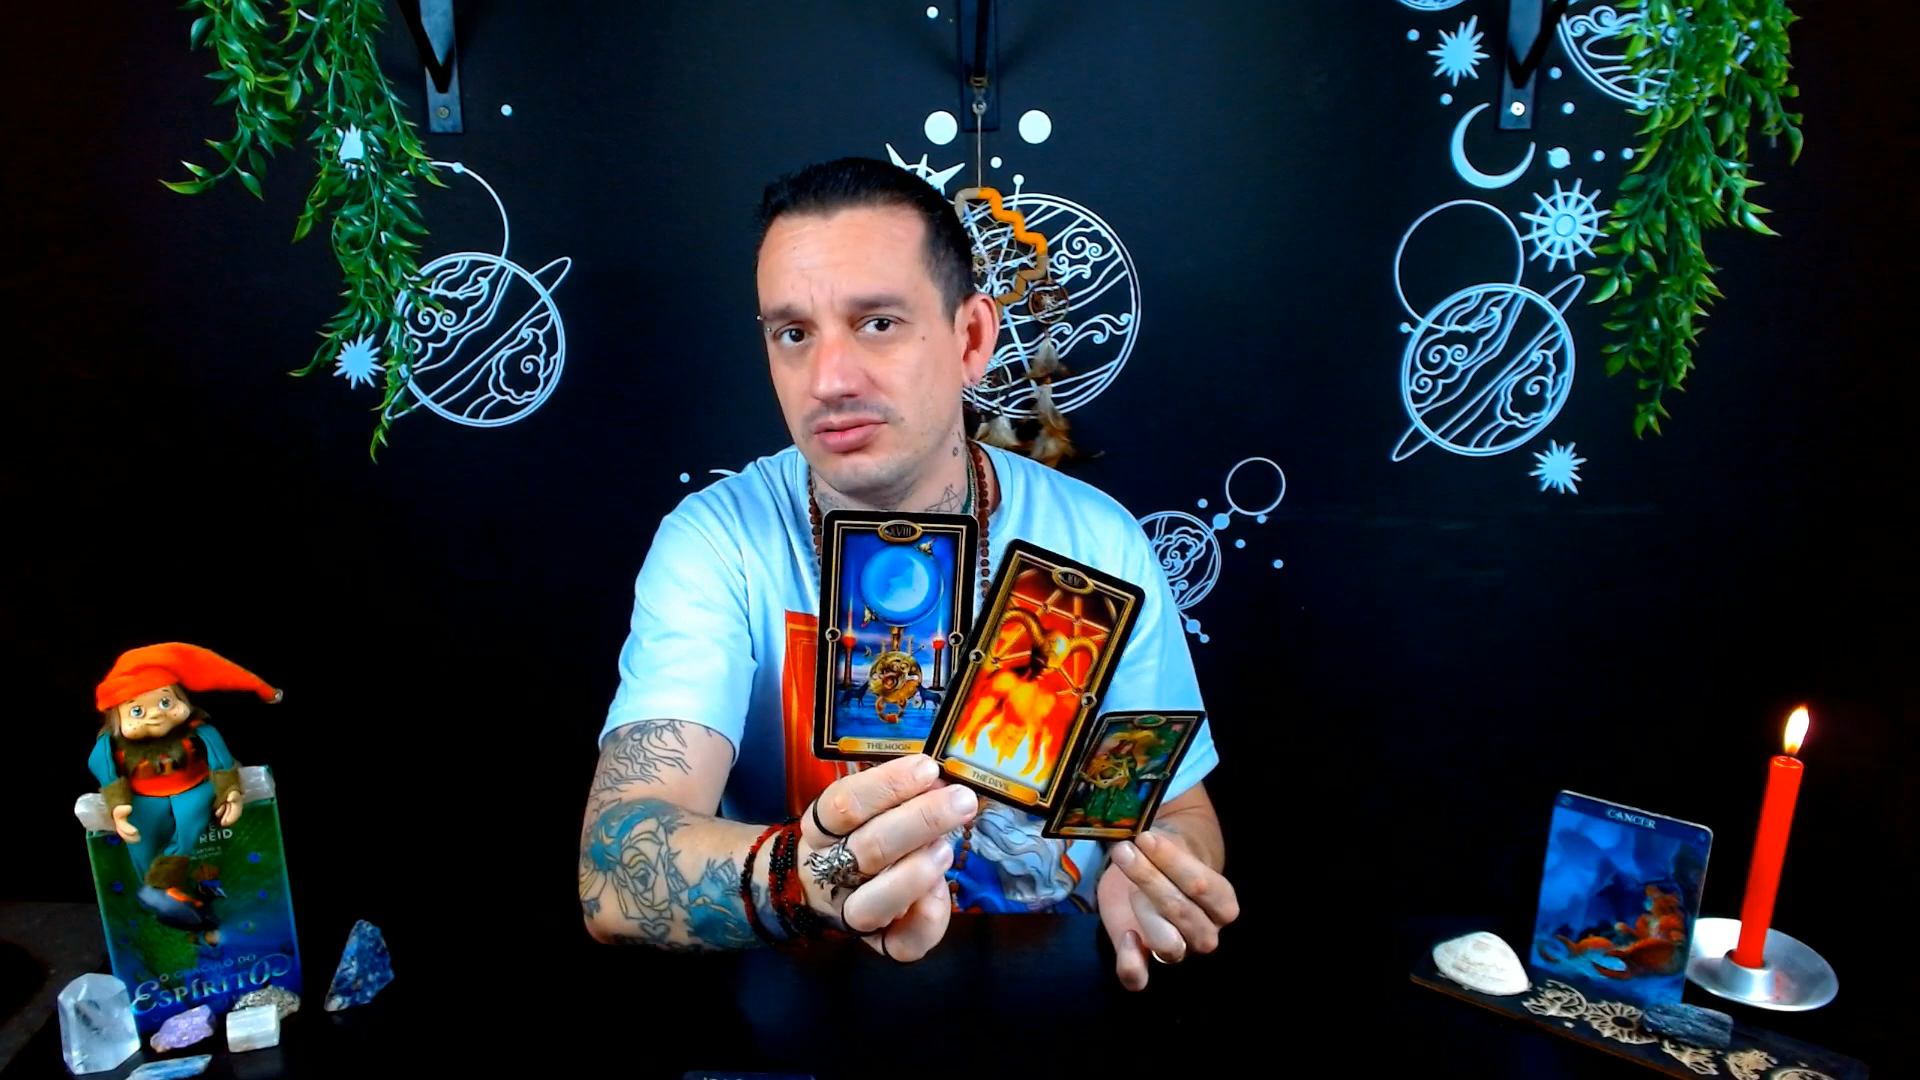 XVIII
THE MOON
XV
THE DEVIL
CANCER
REID
O ORÁCULO DO
ESPÍRITO